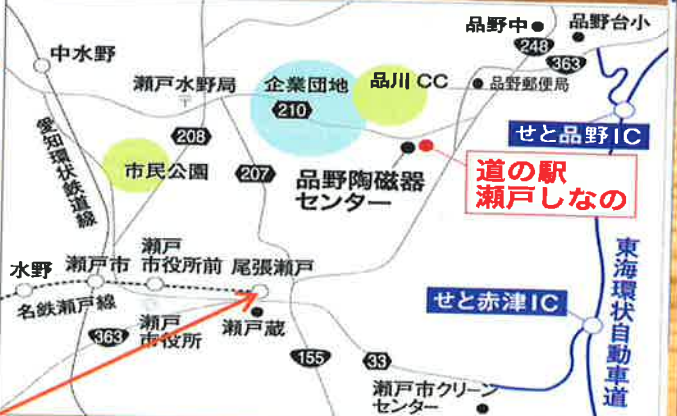 品野中
品野台小
248
363
中水野
瀬戸水野局
企業団地
210
品川CC
品野郵便局
せと品野IC
愛知環状鉄道線
208
市民公園
207
品野陶磁器
センター
道の駅
瀬戸しなの
東海環状自動車道
水野
瀬戸市
瀬戸
市役所前
尾張瀬戸
せと赤津IC
名鉄瀬戸線
363
瀬戸
市役所
瀬戸蔵
155
33
瀬戸市クリーン
センター